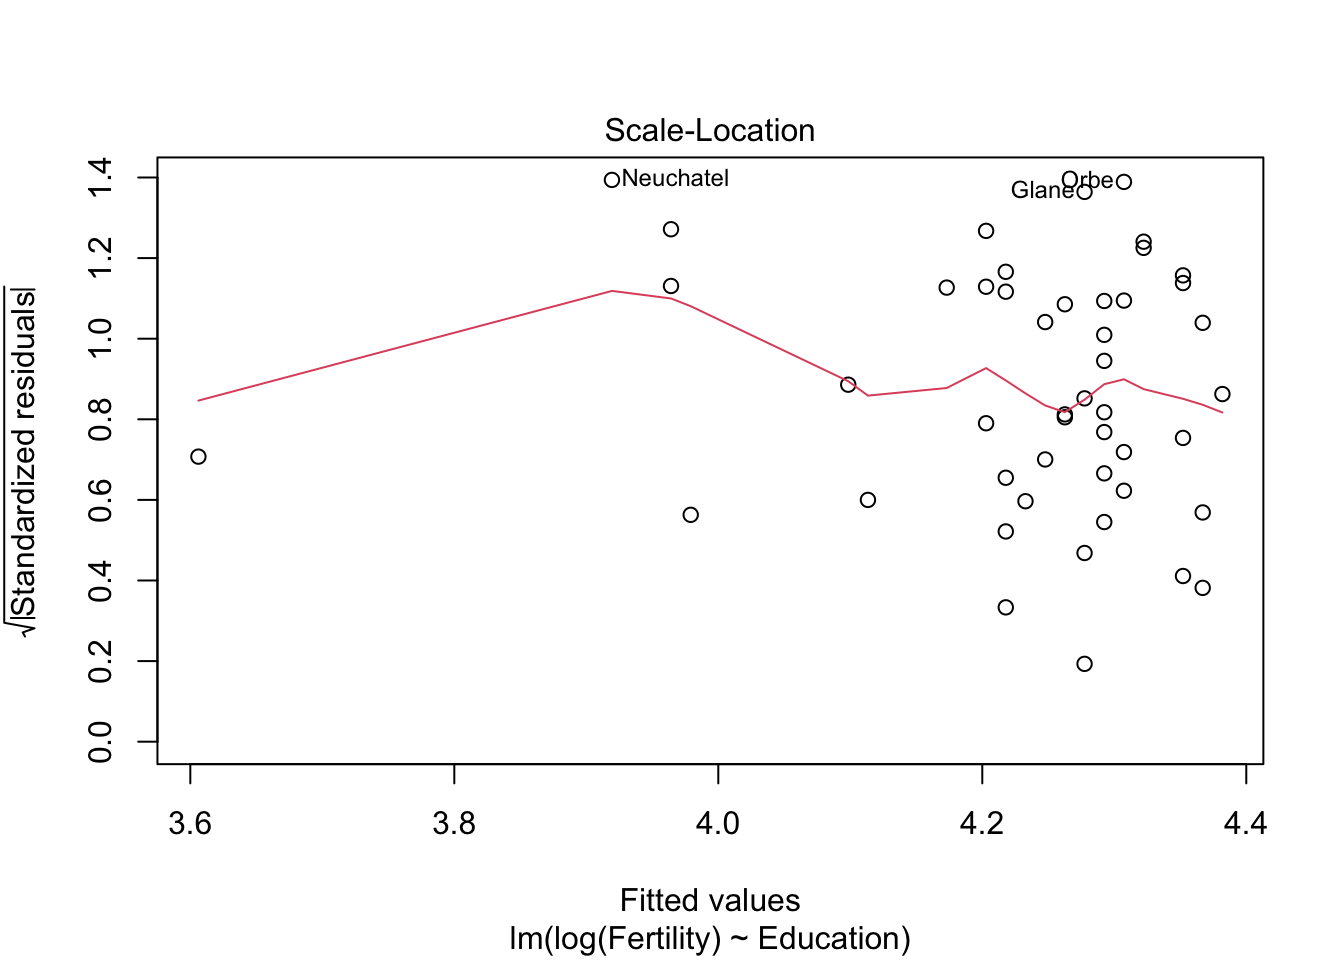 Scale-Location
√|Standardized residuals|
1.4
1.2
1.0
0.8
0.6
0.4
0.2
0.0
Neuchatel
Orbe
Glane
3.6 3.8 4.0 4.2 4.4
Fitted values
lm(log(Fertility) ~ Education)